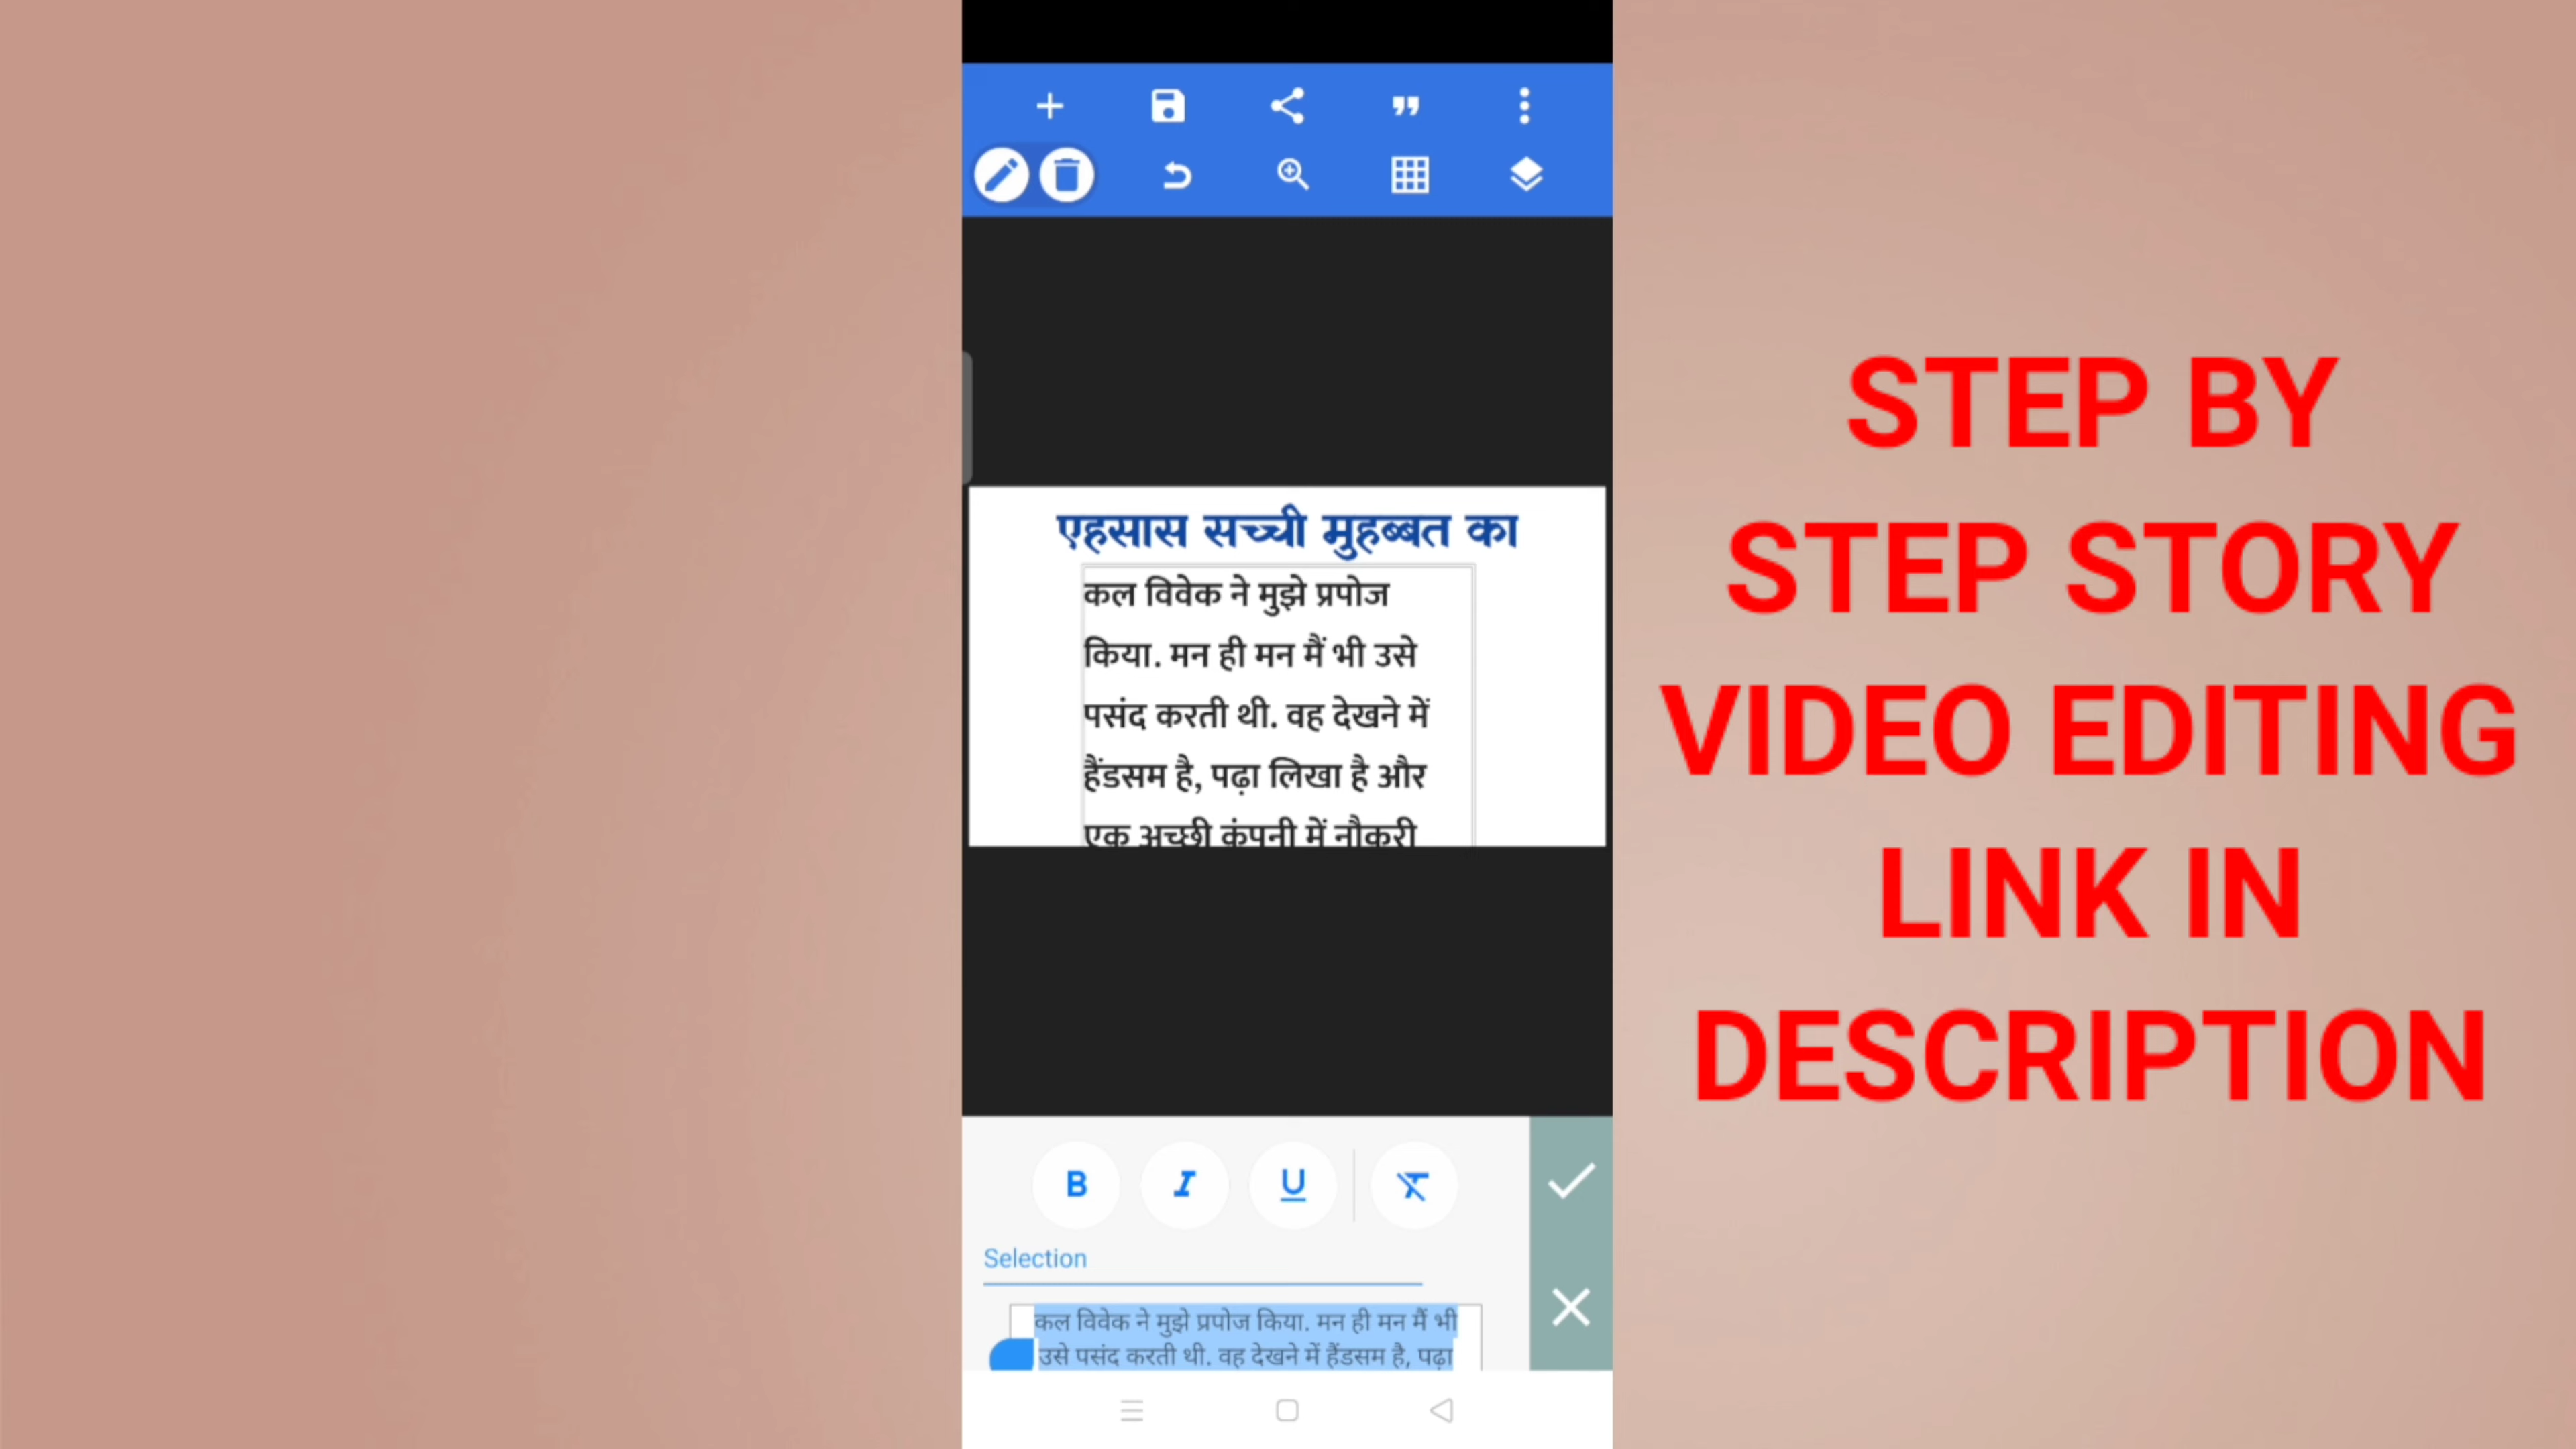 एहसास सच्ची मुहब्बत का
कल विवेक ने मुझे प्रपोज
किया. मन ही मन मैं भी उसे
पसंद करती थी. वह देखने में
हैंडसम है, पढ़ा लिखा है और
एक अच्छी कंपनी में नौकरी
B I U
Selection
कल विवेक ने मुझे प्रपोज किया. मन ही मन मैं भी
उसे पसंद करती थी. वह देखने में हैंडसम है, पढ़ा
STEP BY
STEP STORY
VIDEO EDITING
LINK IN
DESCRIPTION